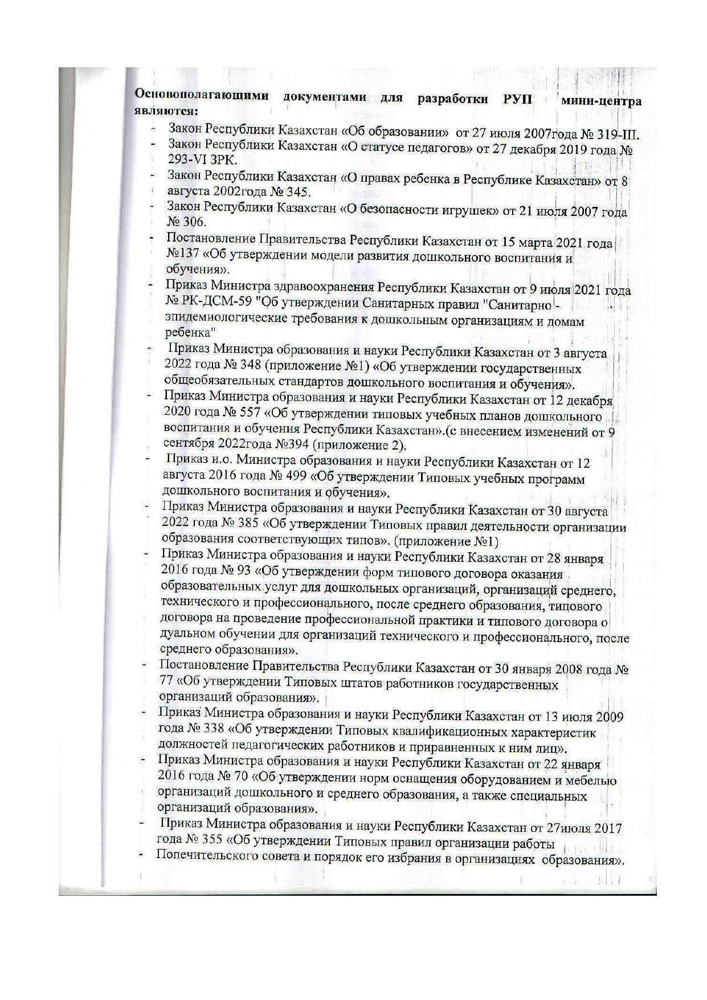 Основополагающими документами для разработки РУП мини-центра
являются:
- Закон Республики Казахстан «Об образовании» от 27 июля 2007года № 319-III.
- Закон Республики Казахстан «О статусе педагогов» от 27 декабря 2019 года №
293-VI ЗРК.
- Закон Республики Казахстан «О правах ребенка в Республике Казахстан» от 8
августа 2002года № 345.
- Закон Республики Казахстан «О безопасности игрушек» от 21 июля 2007 года
№ 306.
- Постановление Правительства Республики Казахстан от 15 марта 2021 года
№137 «Об утверждении модели развития дошкольного воспитания и
обучения».
- Приказ Министра здравоохранения Республики Казахстан от 9 июля 2021 года
№ РК-ДСМ-59 "Об утверждении Санитарных правил "Санитарно -
эпидемиологические требования к дошкольным организациям и домам
ребенка"
- Приказ Министра образования и науки Республики Казахстан от 3 августа
2022 года № 348 (приложение №1) «Об утверждении государственных
общеобязательных стандартов дошкольного воспитания и обучения».
- Приказ Министра образования и науки Республики Казахстан от 12 декабря
2020 года № 557 «Об утверждении типовых учебных планов дошкольного
воспитания и обучения Республики Казахстан».(с внесением изменений от 9
сентября 2022года №394 (приложение 2).
- Приказ и.о. Министра образования и науки Республики Казахстан от 12
августа 2016 года № 499 «Об утверждении Типовых учебных программ
дошкольного воспитания и обучения».
- Приказ Министра образования и науки Республики Казахстан от 30 августа
2022 года № 385 «Об утверждении Типовых правил деятельности организации
образования соответствующих типов». (приложение №1)
- Приказ Министра образования и науки Республики Казахстан от 28 января
2016 года № 93 «Об утверждении форм типового договора оказания
образовательных услуг для дошкольных организаций, организаций среднего,
технического и профессионального, после среднего образования, типового
договора на проведение профессиональной практики и типового договора о
дуальном обучении для организаций технического и профессионального, после
среднего образования».
- Постановление Правительства Республики Казахстан от 30 января 2008 года №
77 «Об утверждении Типовых штатов работников государственных
организаций образования».
- Приказ Министра образования и науки Республики Казахстан от 13 июля 2009
года № 338 «Об утверждении Типовых квалификационных характеристик
должностей педагогических работников и приравненных к ним лиц».
- Приказ Министра образования и науки Республики Казахстан от 22 января
2016 года № 70 «Об утверждении норм оснащения оборудованием и мебелью
организаций дошкольного и среднего образования, а также специальных
организаций образования».
- Приказ Министра образования и науки Республики Казахстан от 27июля 2017
года № 355 «Об утверждении Типовых правил организации работы
- Попечительского совета и порядок его избрания в организациях образования».